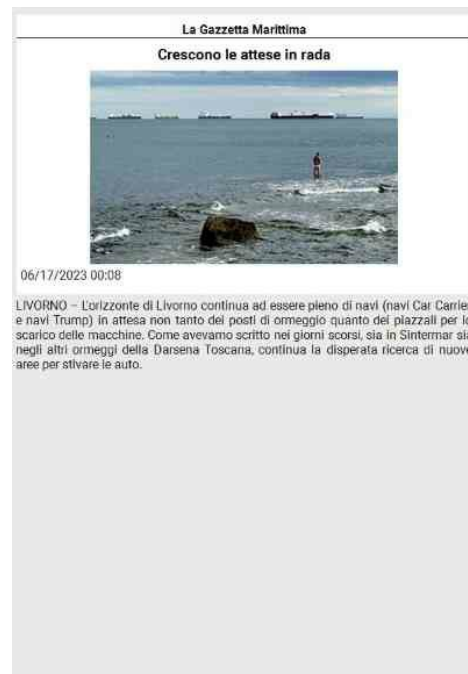 La Gazzetta Marittima
Crescono le attese in rada
06/17/2023 00:08
LIVORNO – L'orizzonte di Livorno continua ad essere pieno di navi (navi Car Carrier
e navi Trump) in attesa non tanto dei posti di ormeggio quanto dei piazzali per lo
scarico delle macchine. Come avevamo scritto nei giorni scorsi, sia in Sintermar sia
negli altri ormeggi della Darsena Toscana, continua la disperata ricerca di nuove
aree per stivare le auto.